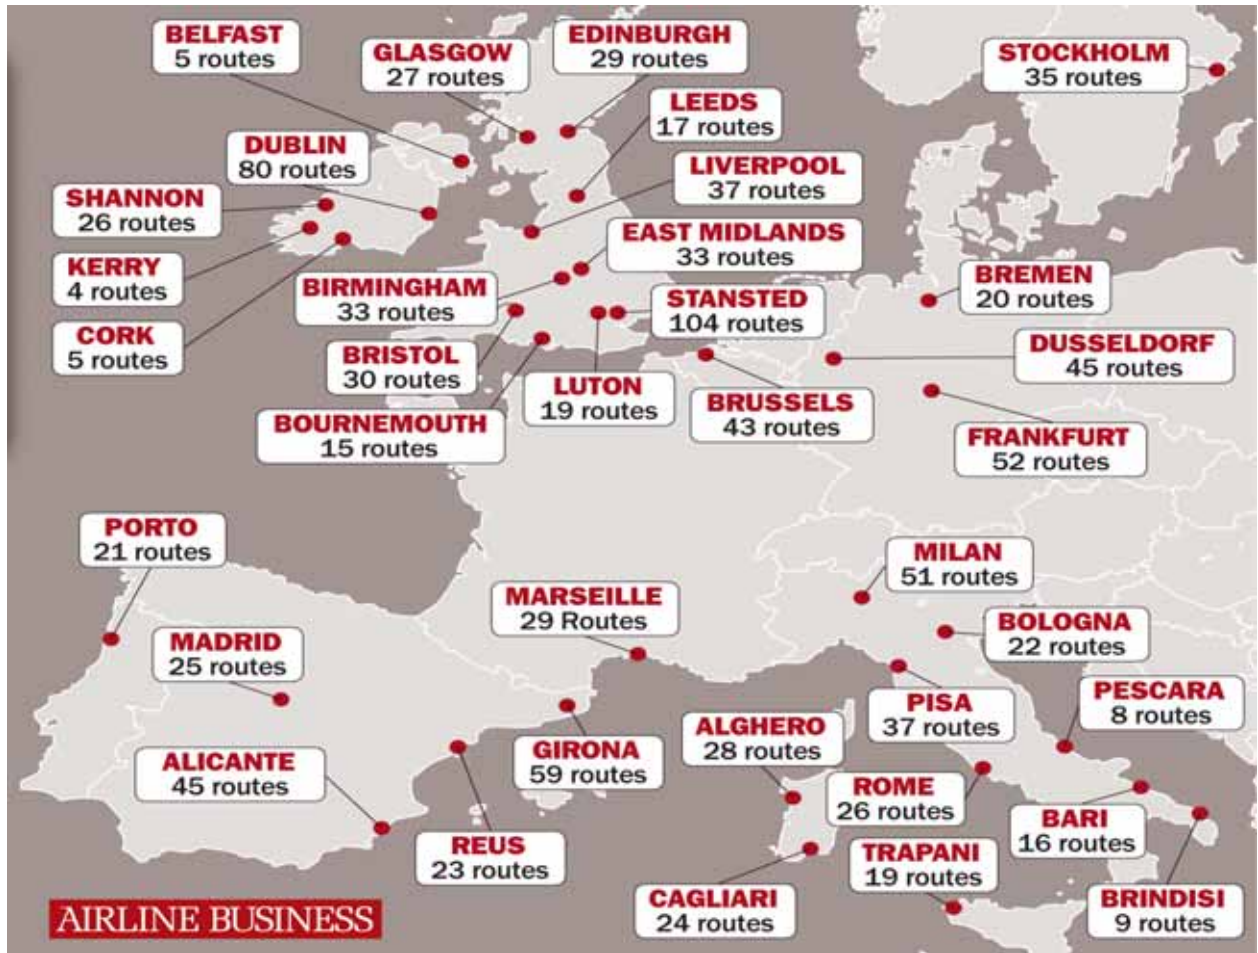 BELFAST
5 routes
GLASGOW
27 routes
EDINBURGH
29 routes
STOCKHOLM
35 routes
LEEDS
17 routes
DUBLIN
80 routes
LIVERPOOL
37 routes
SHANNON
26 routes
EAST MIDLANDS
33 routes
KERRY
4 routes
BIRMINGHAM
33 routes
STANSTED
104 routes
BREMEN
20 routes
CORK
5 routes
BRISTOL
30 routes
LUTON
19 routes
DUSSELDORF
45 routes
BRUSSELS
43 routes
BOURNEMOUTH
15 routes
FRANKFURT
52 routes
PORTO
21 routes
MILAN
51 routes
MARSEILLE
29 Routes
BOLOGNA
22 routes
MADRID
25 routes
PISA
37 routes
PESCARA
8 routes
ALGHERO
28 routes
GIRONA
59 routes
ALICANTE
45 routes
ROME
26 routes
BARI
16 routes
REUS
23 routes
TRAPANI
19 routes
CAGLIARI
24 routes
BRINDISI
9 routes
AIRLINE BUSINESS